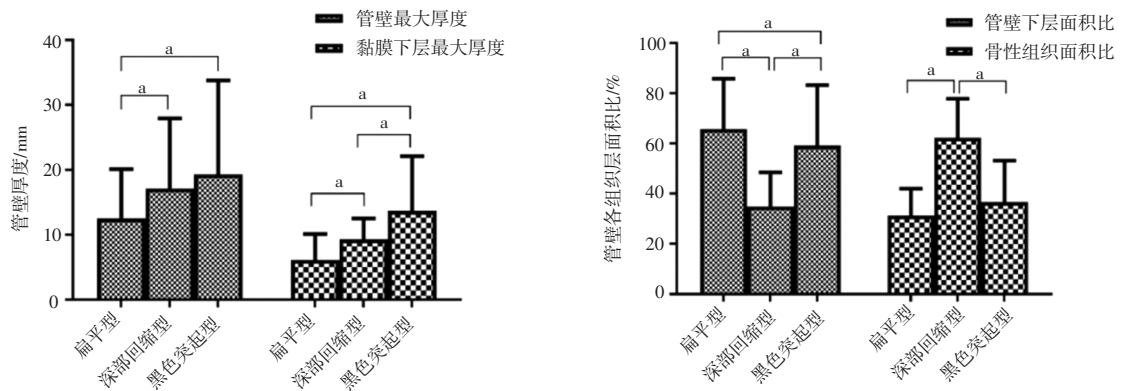 管壁最大厚度
黏膜下层最大厚度
管壁厚度/mm
40
30
20
10
0
a
a
a
a
a
扁平型
深部回缩型
黑色突起型
扁平型
深部回缩型
黑色突起型
管壁下层面积比
骨性组织面积比
管壁各组织层面积比/%
100
80
60
40
20
0
a
a
a
a
a
扁平型
深部回缩型
黑色突起型
扁平型
深部回缩型
黑色突起型